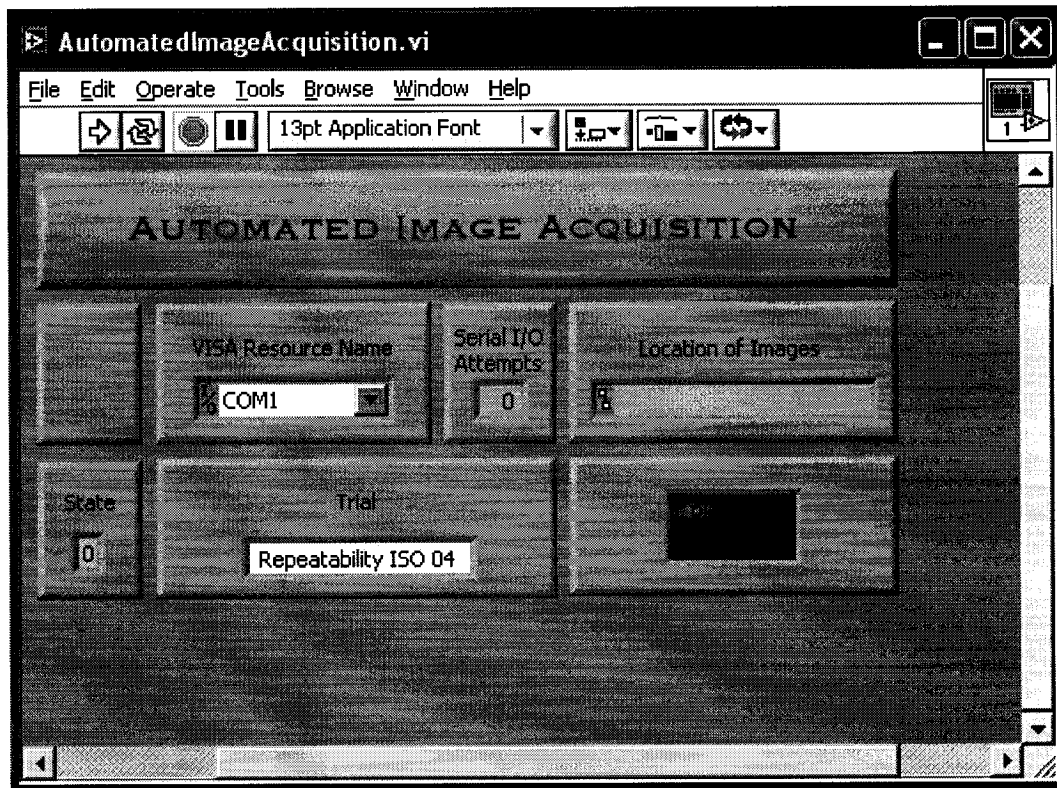 AutomatedImageAcquisition.vi
File Edit Operate Tools Browse Window Help
13pt Application Font
1
AUTOMATED IMAGE ACQUISITION
VISA Resource Name
Serial I/O
Attempts
Location of Images
COM1
0
State
Trial
0
Repeatability ISO 04